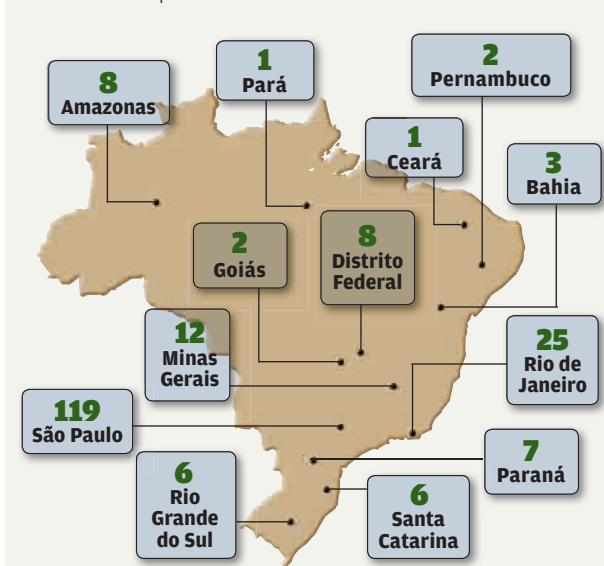 8
Amazonas
1
Pará
2
Pernambuco
1
Ceará
3
Bahia
2
Goiás
8
Distrito
Federal
12
Minas
Gerais
25
Rio de
Janeiro
119
São Paulo
7
Paraná
6
Rio
Grande
do Sul
6
Santa
Catarina